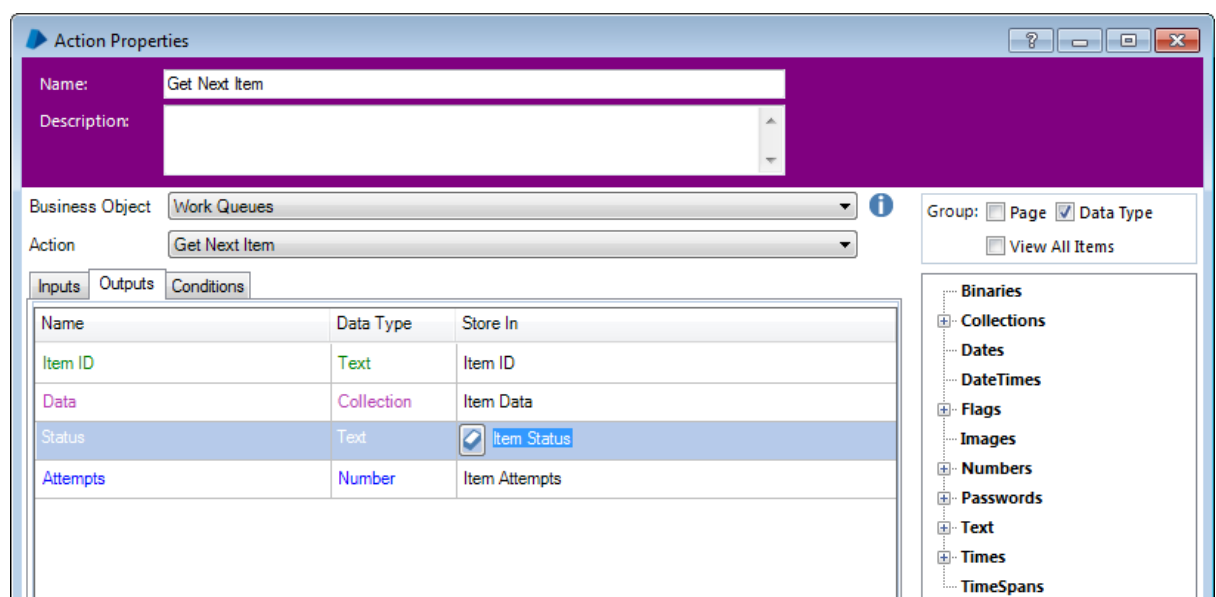 Action Properties
Name: Get Next Item
Description:
Business Object Work Queues
Action Get Next Item
Group: Page Data Type
View All Items
Inputs Outputs Conditions
Name Data Type Store In
Item ID Text Item ID
Data Collection Item Data
Status Text Item Status
Attempts Number Item Attempts
Binaries
Collections
Dates
DateTimes
Flags
Images
Numbers
Passwords
Text
Times
TimeSpans